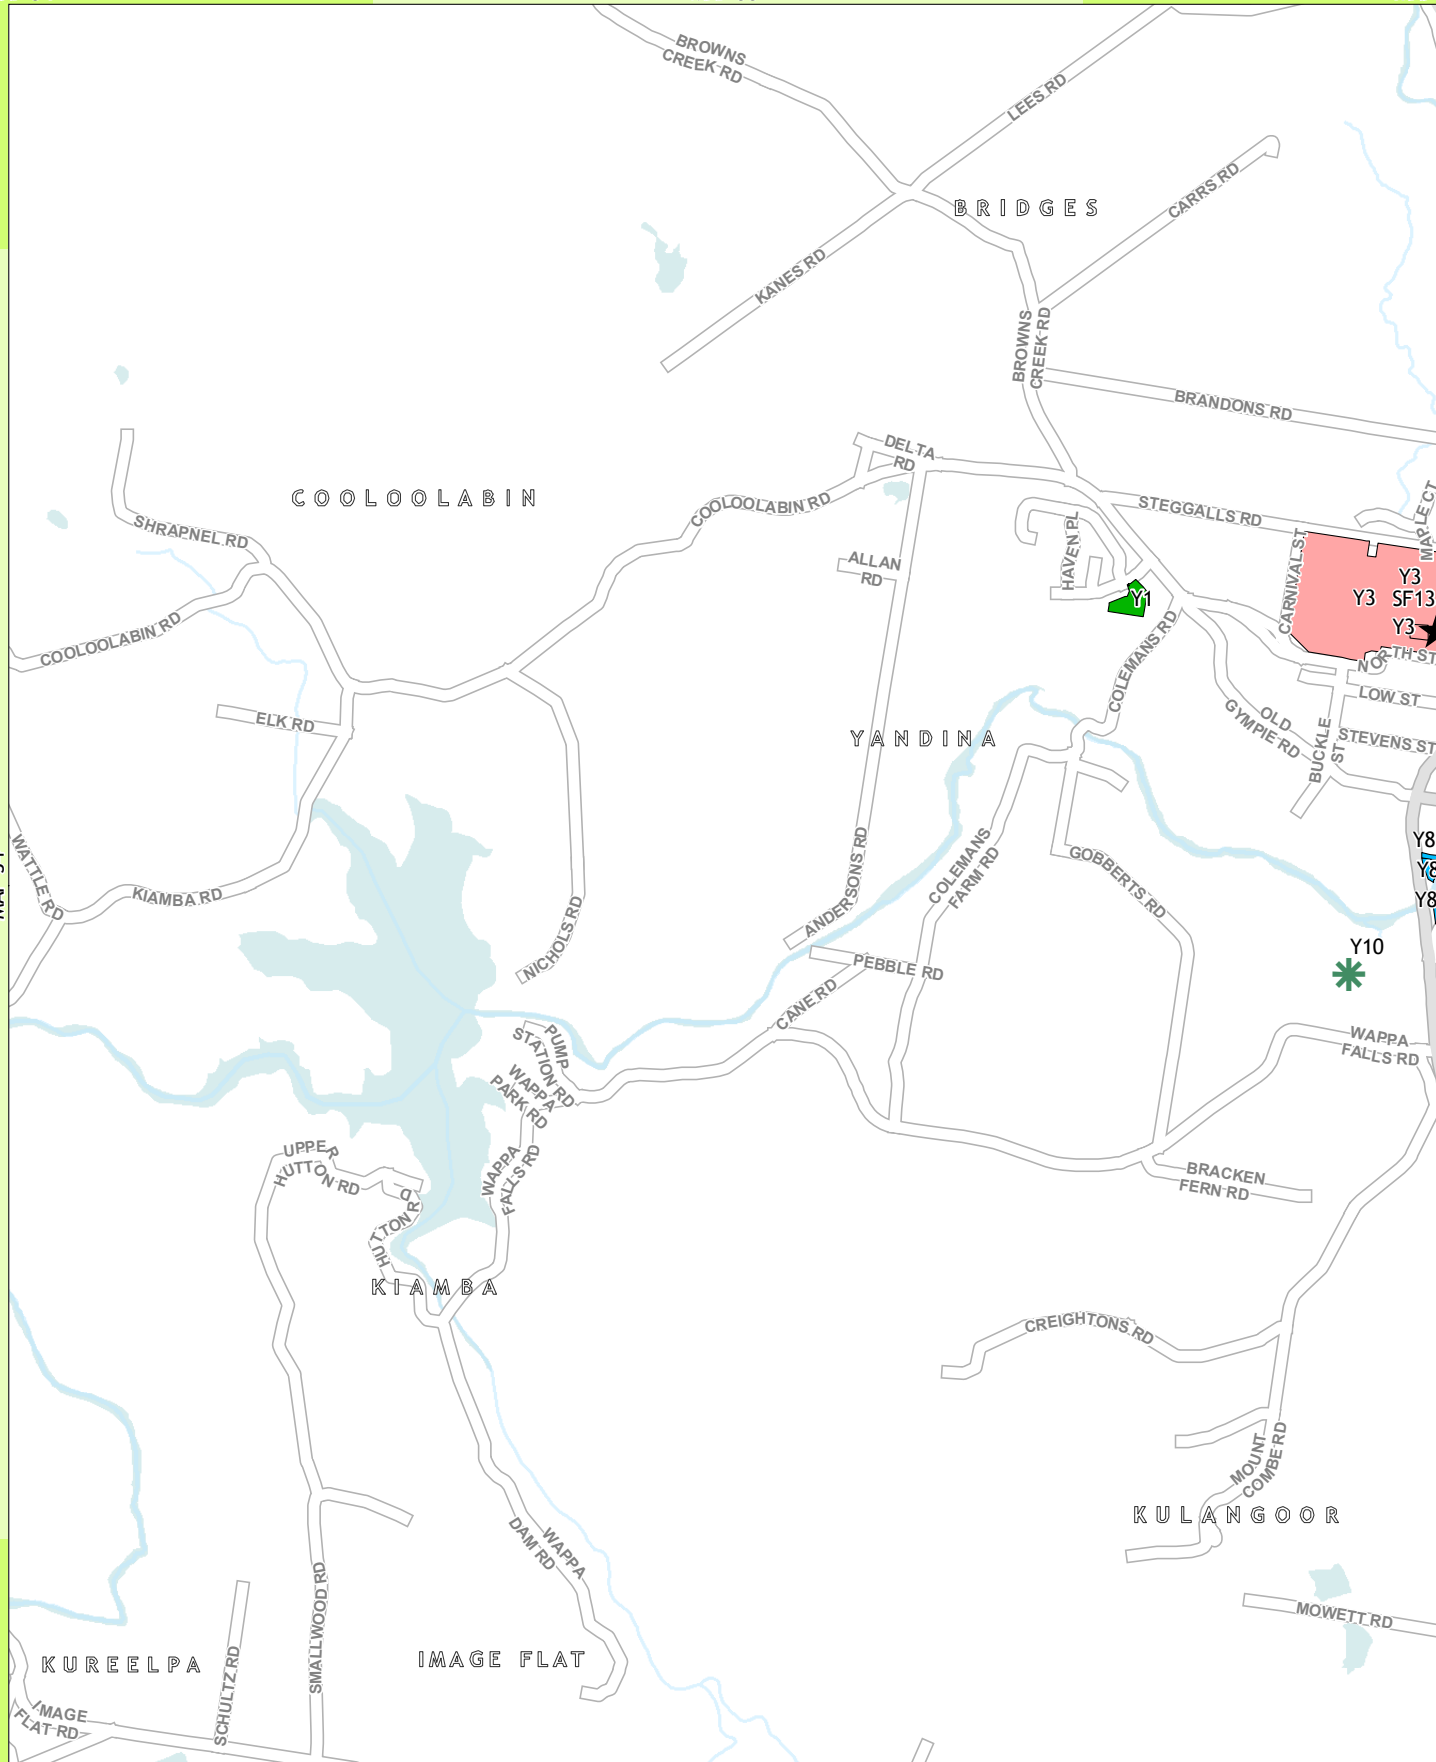 BROWNS
CREEK RD
LEES RD
CARRS RD
BRIDGES
KANES RD
BROWNS
CREEK RD
BRANDONS RD
DELTA
RD
COOLOOLABIN
COOLOOLABIN RD
STEGGALLS RD
MAPLE CT
SHRAPNEL RD
HAVEN PL
ALLAN
RD
CARNIVAL ST
Y3
Y3
SF13
Y1
Y3
COOLOOLABIN RD
COLEMANS RD
NORTH ST
LOW ST
ELK RD
OLD
GYMPIE RD
YANDINA
BUCKLE
ST
STEVENS ST
WATTLE RD
KIAMBA RD
ANDERSONS RD
COLEMANS
FARM RD
GOBBERTS RD
Y8
Y8
Y8
NICHOLS RD
Y10
PEBBLE RD
CANE RD
PUMP
STATION RD
WAPPA
FALLS RD
WAPPA
PARK RD
UPPER
HUTTON RD
WAPPA
FALLS RD
BRACKEN
FERN RD
HUTTON RD
KIAMBA
CREIGHTONS RD
MOUNT
COMBE RD
KULANGOOR
WAPPA
DAM RD
SMALLWOOD RD
MOWETT RD
KUREELPA
IMAGE FLAT
SCHULTZ RD
IMAGE
FLAT RD